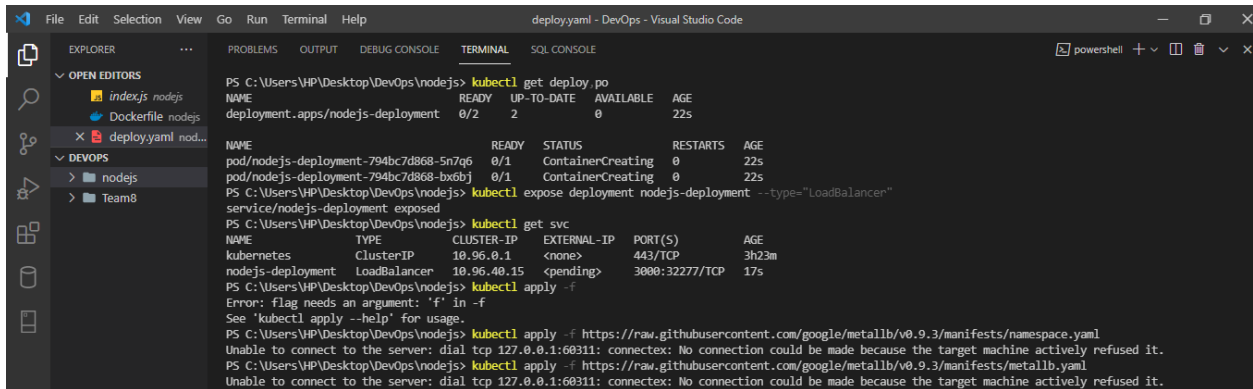 File Edit Selection View Go Run Terminal Help deploy.yaml - DevOps - Visual Studio Code
EXPLORER
OPEN EDITORS
index.js nodejs
Dockerfile nodejs
deploy.yaml nod...
DEVOPS
nodejs
Team8
PROBLEMS OUTPUT DEBUG CONSOLE TERMINAL SQL CONSOLE powershell
PS C:\Users\HP\Desktop\DevOps\nodejs> kubectl get deploy,po
NAME READY UP-TO-DATE AVAILABLE AGE
deployment.apps/nodejs-deployment 0/2 2 0 22s
NAME READY STATUS RESTARTS AGE
pod/nodejs-deployment-794bc7d868-5n7q6 0/1 ContainerCreating 0 22s
pod/nodejs-deployment-794bc7d868-bx6bj 0/1 ContainerCreating 0 22s
PS C:\Users\HP\Desktop\DevOps\nodejs> kubectl expose deployment nodejs-deployment --type="LoadBalancer"
service/nodejs-deployment exposed
PS C:\Users\HP\Desktop\DevOps\nodejs> kubectl get svc
NAME TYPE CLUSTER-IP EXTERNAL-IP PORT(S) AGE
kubernetes ClusterIP 10.96.0.1 <none> 443/TCP 3h23m
nodejs-deployment LoadBalancer 10.96.40.15 <pending> 3000:32277/TCP 17s
PS C:\Users\HP\Desktop\DevOps\nodejs> kubectl apply -f
Error: flag needs an argument: 'f' in -f
See 'kubectl apply --help' for usage.
PS C:\Users\HP\Desktop\DevOps\nodejs> kubectl apply -f https://raw.githubusercontent.com/google/metallb/v0.9.3/manifests/namespace.yaml
Unable to connect to the server: dial tcp 127.0.0.1:60311: connectex: No connection could be made because the target machine actively refused it.
PS C:\Users\HP\Desktop\DevOps\nodejs> kubectl apply -f https://raw.githubusercontent.com/google/metallb/v0.9.3/manifests/metallb.yaml
Unable to connect to the server: dial tcp 127.0.0.1:60311: connectex: No connection could be made because the target machine actively refused it.